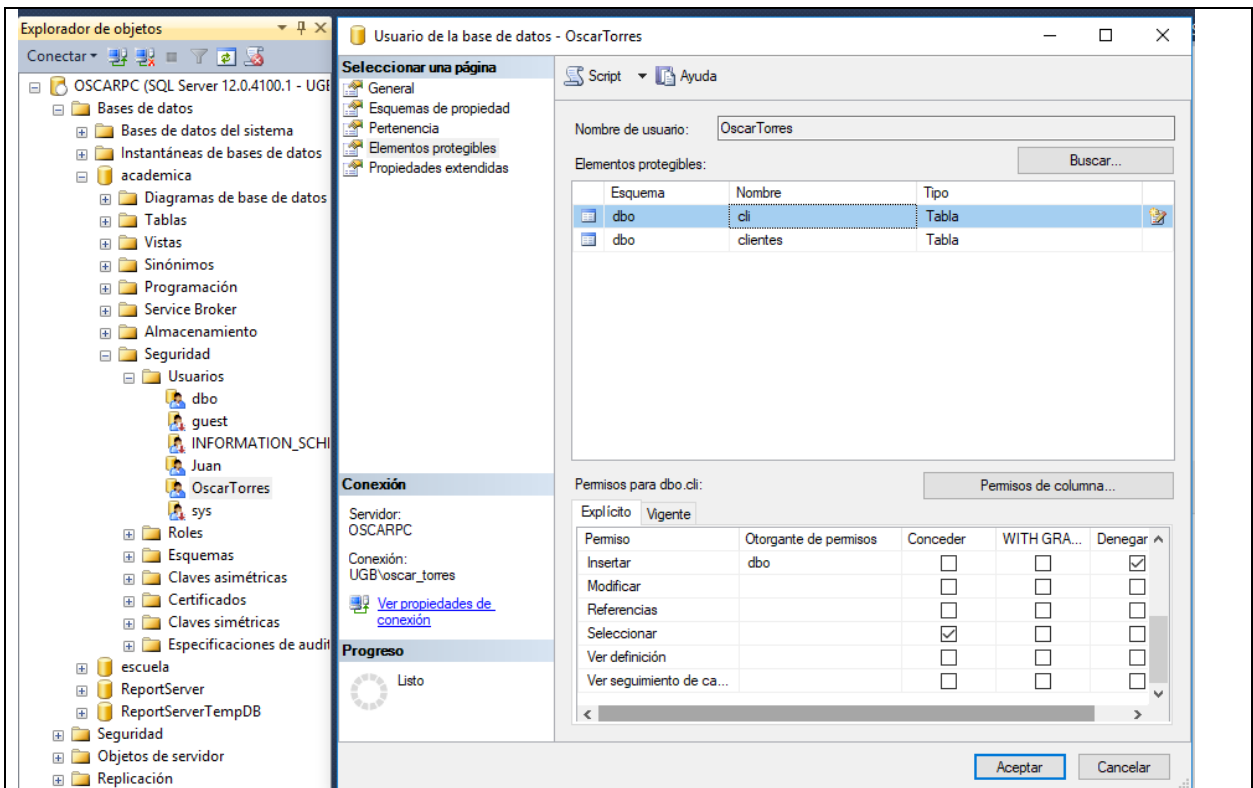 Explorador de objetos
Conectar
OSCARPC (SQL Server 12.0.4100.1 - UGB
Bases de datos
Bases de datos del sistema
Instantáneas de bases de datos
academica
Diagramas de base de datos
Tablas
Vistas
Sinónimos
Programación
Service Broker
Almacenamiento
Seguridad
Usuarios
dbo
guest
INFORMATION_SCHI
Juan
OscarTorres
sys
Roles
Esquemas
Claves asimétricas
Certificados
Claves simétricas
Especificaciones de audit
escuela
ReportServer
ReportServerTempDB
Seguridad
Objetos de servidor
Replicación
Usuario de la base de datos - OscarTorres
Seleccionar una página
General
Esquemas de propiedad
Pertenencia
Elementos protegibles
Propiedades extendidas
Conexión
Servidor:
OSCARPC
Conexión:
UGB\oscar_torres
Ver propiedades de
conexión
Progreso
Listo
Script Ayuda
Nombre de usuario: OscarTorres
Elementos protegibles: Buscar...
Esquema Nombre Tipo
dbo cli Tabla
dbo clientes Tabla
Permisos para dbo.cli: Permisos de columna...
Explícito Vigente
Permiso Otorgante de permisos Conceder WITH GRA... Denegar
Insertar dbo
Modificar
Referencias
Seleccionar
Ver definición
Ver seguimiento de ca...
Aceptar Cancelar